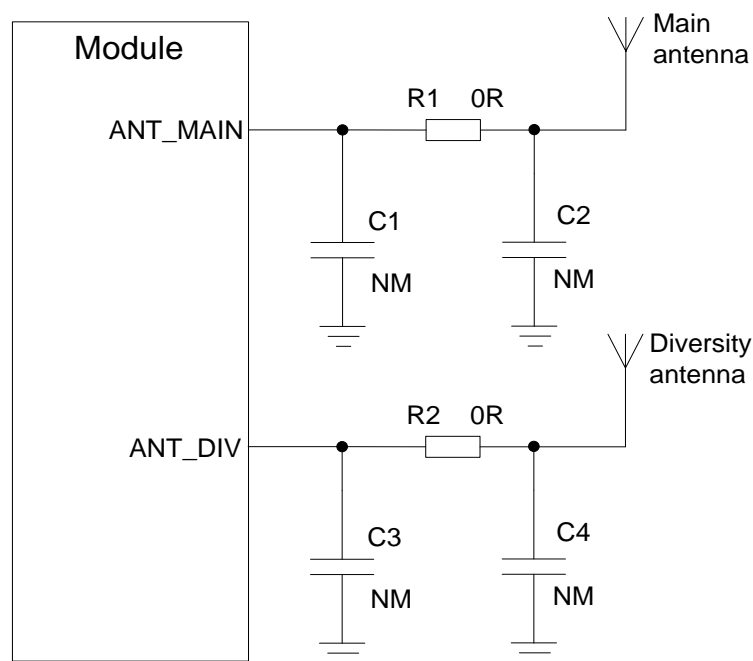 Module
Main
antenna
R1 0R
ANT_MAIN
C1
C2
NM
NM
Diversity
antenna
R2 0R
ANT_DIV
C3
C4
NM
NM